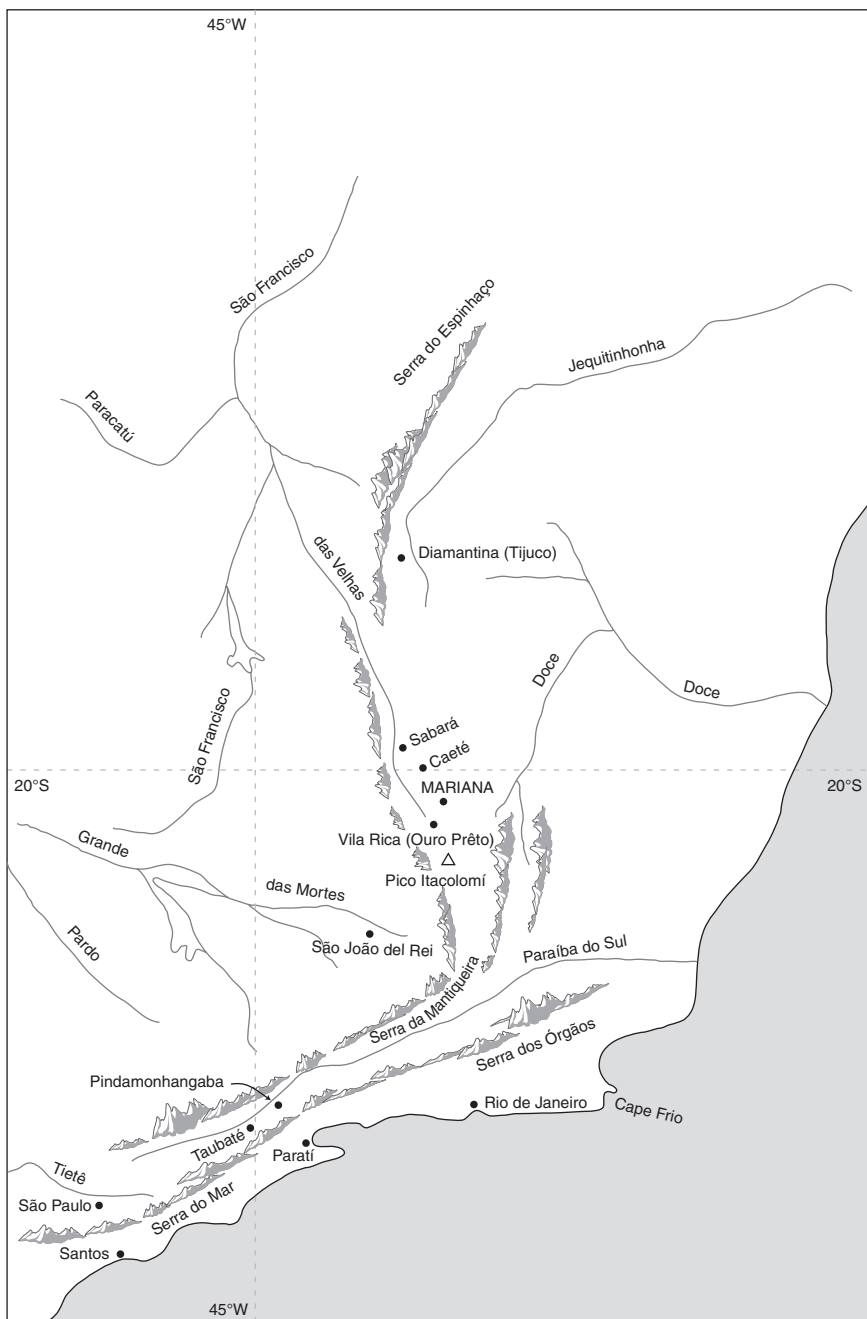 45°W
São Francisco
Serra do Espinhaço
Jequitinhonha
Paracatú
das Velhas
Diamantina (Tijuco)
Doce
Doce
São Francisco
Sabará
Caeté
20°S
20°S
MARIANA
Vila Rica (Ouro Prêto)
Grande
Pico Itacolomí
das Mortes
São João del Rei
Pardo
Paraíba do Sul
Serra da Mantiqueira
Serra dos Órgãos
Pindamonhangaba
Rio de Janeiro
Cape Frio
Taubaté
Paratí
Tietê
São Paulo
Serra do Mar
Santos
45°W